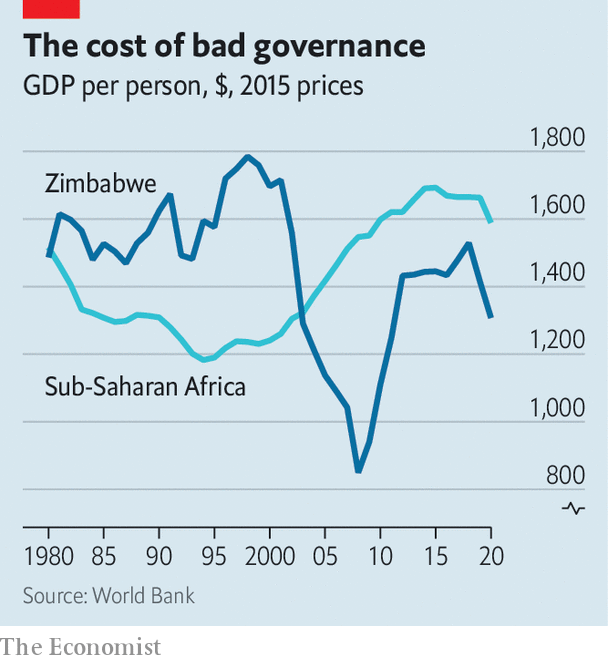 The cost of bad governance
GDP per person, $, 2015 prices
1,800
Zimbabwe
1,600
1,400
1,200
Sub-Saharan Africa
1,000
800
1980 85 90 95 2000 05 10 15 20
Source: World Bank
The Economist